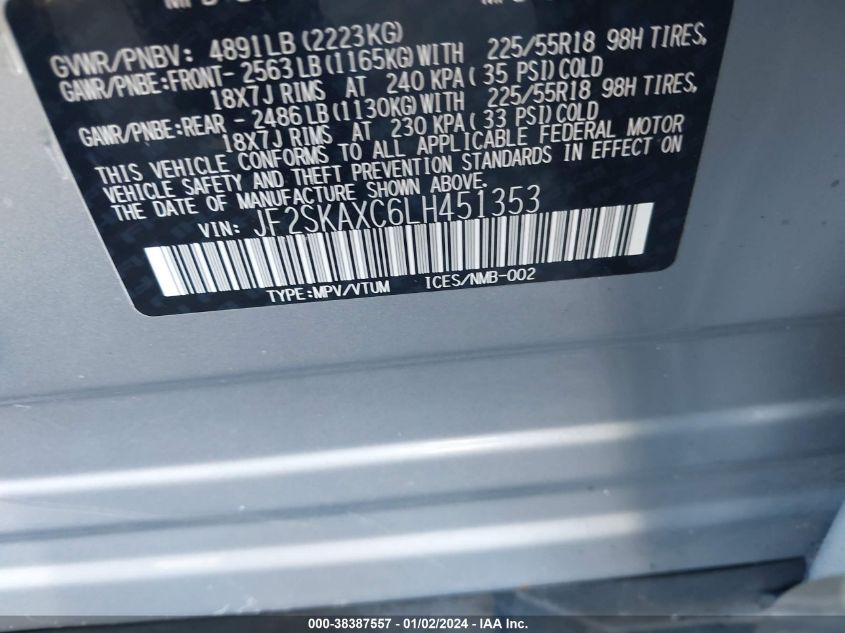 GVWR/PNBV: 4891LB(2223KG)
GAWR/PNBE:FRONT-2563LB(1165KG)WITH 225/55R18 98H TIRES,
18X7J RIMS AT 240 KPA(35 PSI)COLD
GAWR/PNBE:REAR -2486LB(1130KG)WITH 225/55R18 98H TIRES,
18X7J RIMS AT 230 KPA(33 PSI)COLD
THIS VEHICLE CONFORMS TO ALL APPLICABLE FEDERAL MOTOR
VEHICLE SAFETY AND THEFT PREVENTION STANDARDS IN EFFECT ON
THE DATE OF MANUFACTURE SHOWN ABOVE.
VIN: JF2SKAXC6LH451353
TYPE:MPV/VTUM ICES/NMB-002
000-38387557 - 01/02/2024 - IAA Inc.